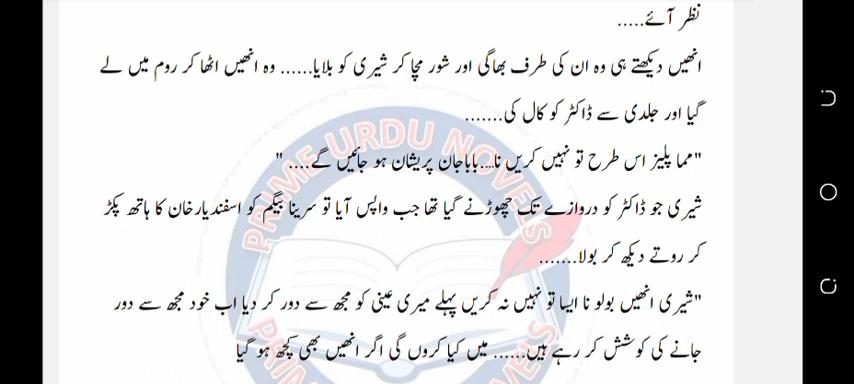 نظر آئے.....
انھیں دیکھتے ہی وہ ان کی طرف بھاگی اور شور مچا کر شیری کو بلایا...... وہ انھیں اٹھا کر روم میں لے
گیا اور جلدی سے ڈاکٹر کو کال کی.......
"مما پلیز اس طرح تو نہیں کریں نا...باباجان پریشان ہو جائیں گے.... "
شیری جو ڈاکٹر کو دروازے تک چھوڑنے گیا تھا جب واپس آیا تو سرینا بیگم کو اسفندیارخان کا ہاتھ پکڑ
کر روتے دیکھ کر بولا.......
"شیری انھیں بولو نا ایسا تو نہیں نہ کریں پہلے میری عینی کو مجھ سے دور کر دیا اب خود مجھ سے دور
جانے کی کوشش کر رہے ہیں...... میں کیا کروں گی اگر انھیں بھی کچھ ہو گیا
PRIME URDU NOVELS